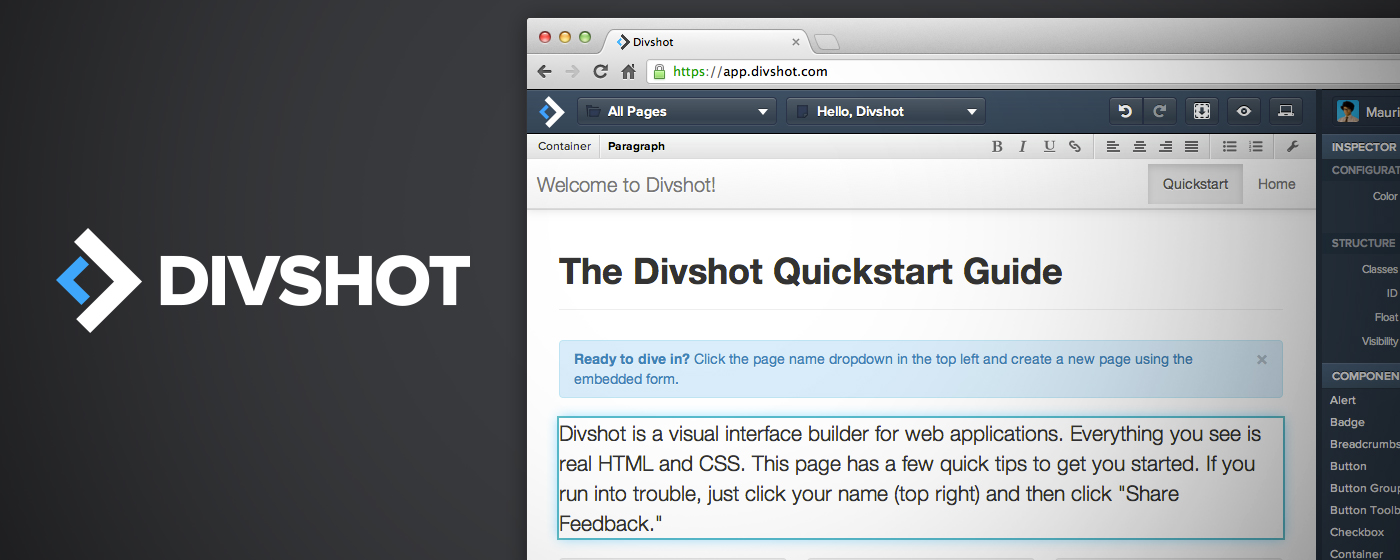 DIVSHOT
Divshot
https://app.divshot.com
All Pages
Hello, Divshot
Mauri
Container
Paragraph
B I U
INSPECTOR
CONFIGURAT
Color
STRUCTURE
Classes
ID
Float
Visibility
COMPONEN
Alert
Badge
Breadcrumbs
Button
Button Group
Button Toolb
Checkbox
Container
Welcome to Divshot!
Quickstart
Home
The Divshot Quickstart Guide
Ready to dive in? Click the page name dropdown in the top left and create a new page using the
embedded form.
Divshot is a visual interface builder for web applications. Everything you see is
real HTML and CSS. This page has a few quick tips to get you started. If you
run into trouble, just click your name (top right) and then click "Share
Feedback."